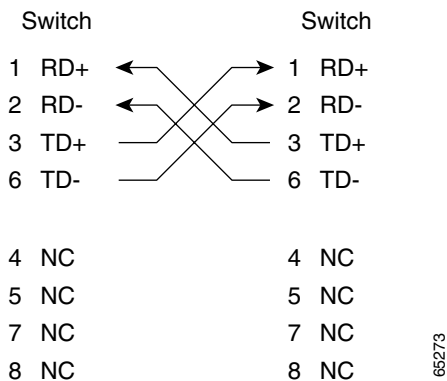 Switch Switch
1 RD+ 1 RD+
2 RD- 2 RD-
3 TD+ 3 TD+
6 TD- 6 TD-
4 NC 4 NC
5 NC 5 NC
7 NC 7 NC
8 NC 8 NC
65273